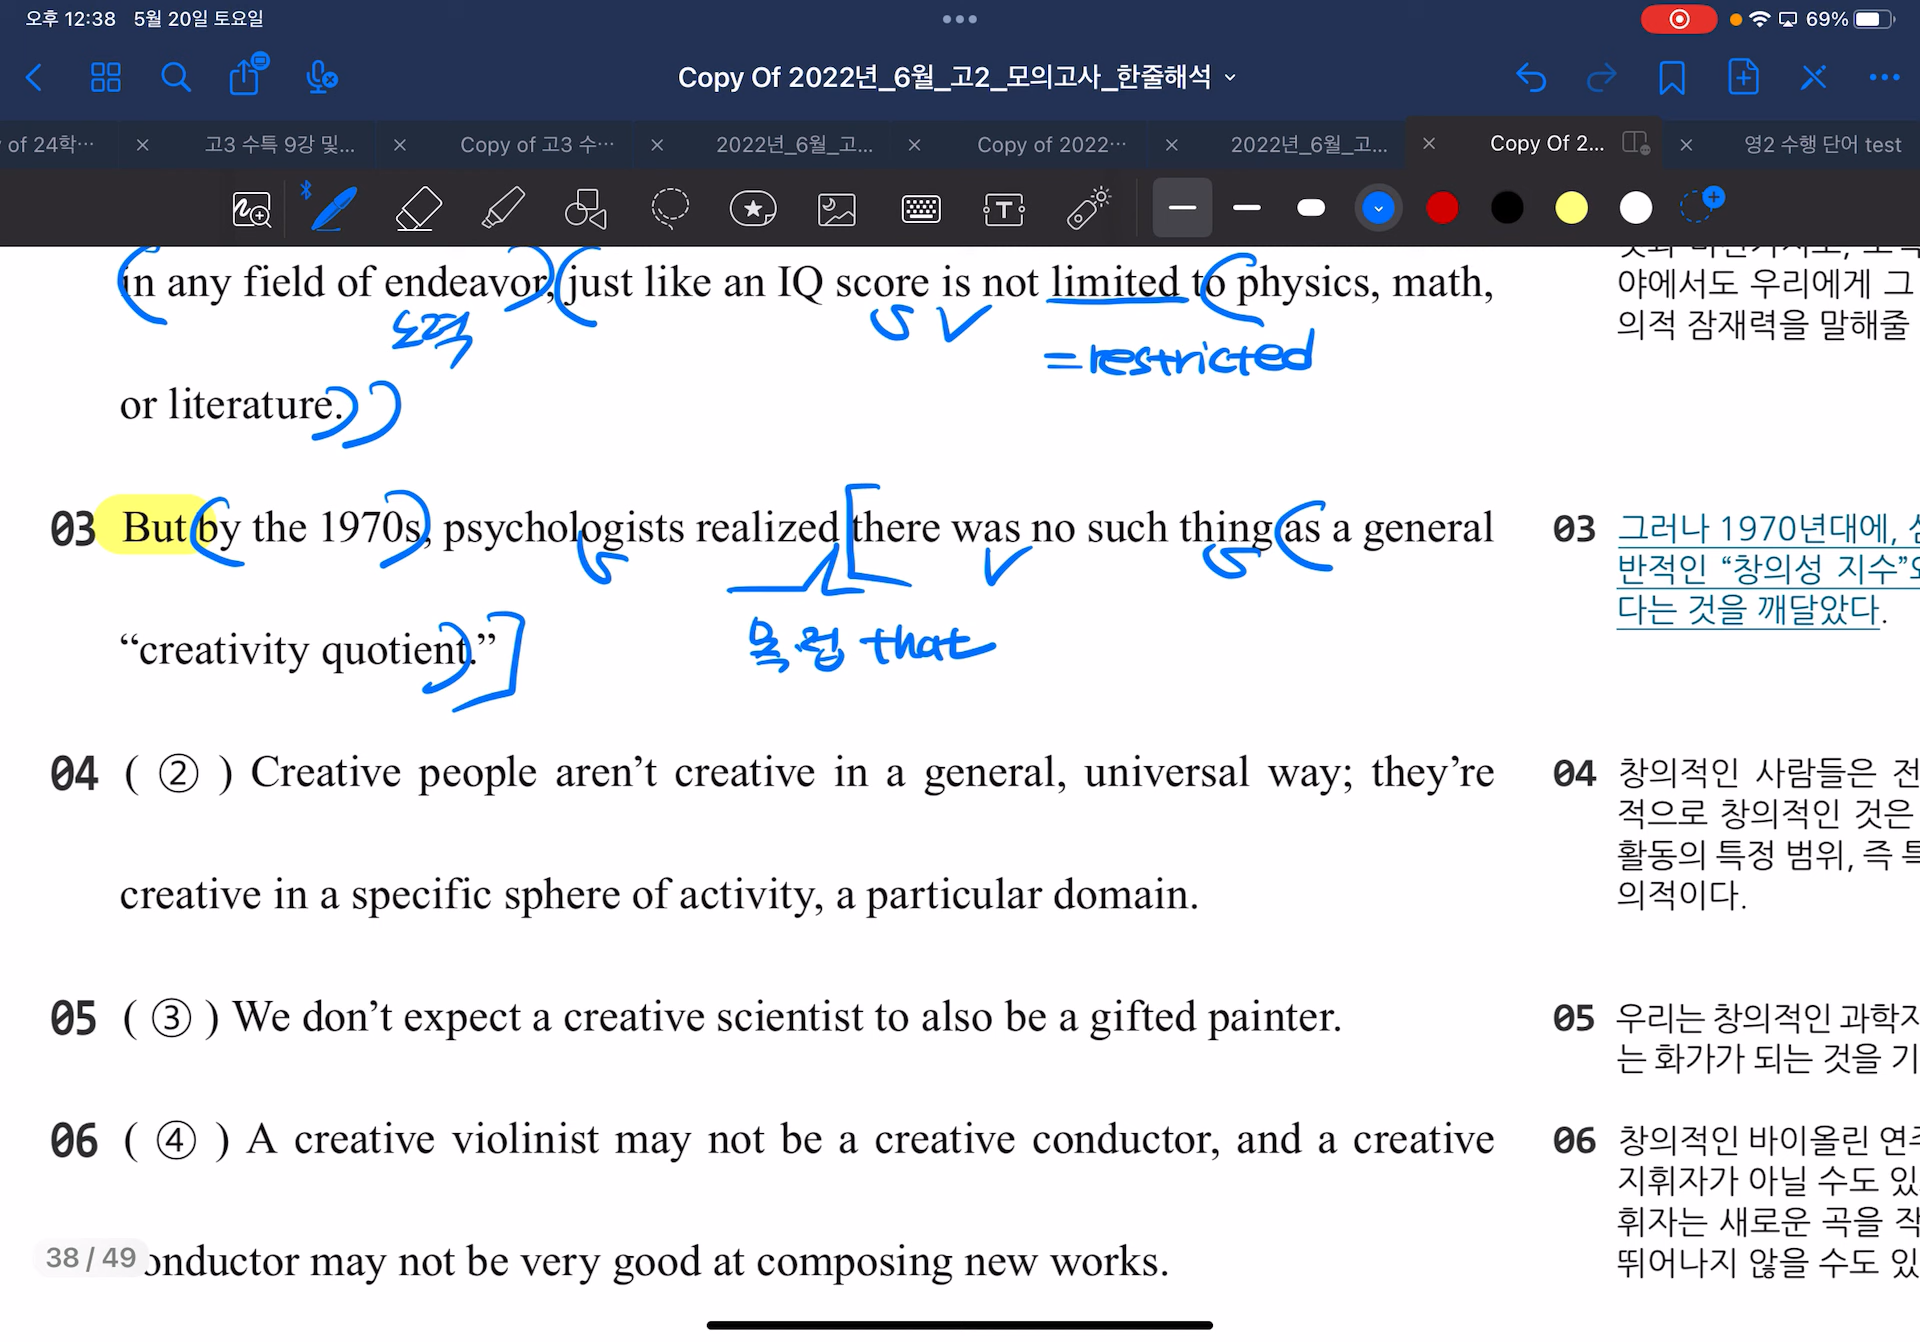 오후 12:38 5월 20일 토요일
69%
Copy Of 2022년_6월_고2_모의고사_한줄해석
of 24학… × 고3 수특 9강 및... × Copy of 고3 수… × 2022년_6월_고... × Copy of 2022… × 2022년_6월_고... × Copy Of 2... × 영2 수행 단어 test
in any field of endeavor, just like an IQ score is not limited to physics, math,
노력 S V =restricted
or literature.
03 But by the 1970s, psychologists realized there was no such thing as a general
S V S
“creativity quotient.”
목.접 that
04 ( ② ) Creative people aren’t creative in a general, universal way; they’re
creative in a specific sphere of activity, a particular domain.
05 ( ③ ) We don’t expect a creative scientist to also be a gifted painter.
06 ( ④ ) A creative violinist may not be a creative conductor, and a creative
onductor may not be very good at composing new works.
38 / 49
야에서도 우리에게 그
의적 잠재력을 말해줄
03 그러나 1970년대에,
반적인 “창의성 지수”
다는 것을 깨달았다.
04 창의적인 사람들은 전
적으로 창의적인 것은
활동의 특정 범위, 즉 특
의적이다.
05 우리는 창의적인 과학자
는 화가가 되는 것을 기
06 창의적인 바이올린 연주
지휘자가 아닐 수도 있
휘자는 새로운 곡을 작
뛰어나지 않을 수도 있